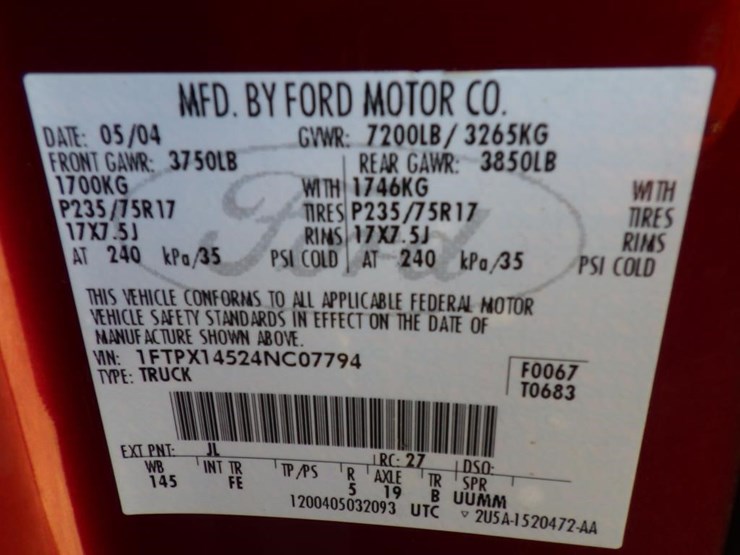 MFD. BY FORD MOTOR CO.
DATE: 05/04 GVWR: 7200LB/ 3265KG
FRONT GAWR: 3750LB REAR GAWR: 3850LB
1700KG WITH 1746KG WITH
P235/75R17 TIRES P235/75R17 TIRES
17X7.5J RIMS 17X7.5J RIMS
AT 240 kPa/35 PSI COLD AT 240 kPa/35 PSI COLD
Ford
THIS VEHICLE CONFORMS TO ALL APPLICABLE FEDERAL MOTOR
VEHICLE SAFETY STANDARDS IN EFFECT ON THE DATE OF
MANUFACTURE SHOWN ABOVE.
VIN: 1FTPX14524NC07794 F0067
TYPE: TRUCK T0683
EXT PNT: JL RC: 27 DSO:
WB INT TR TP/PS R AXLE TR SPR
145 FE 5 19 B UUMM
1200405032093 UTC ▽ 2U5A-1520472-AA